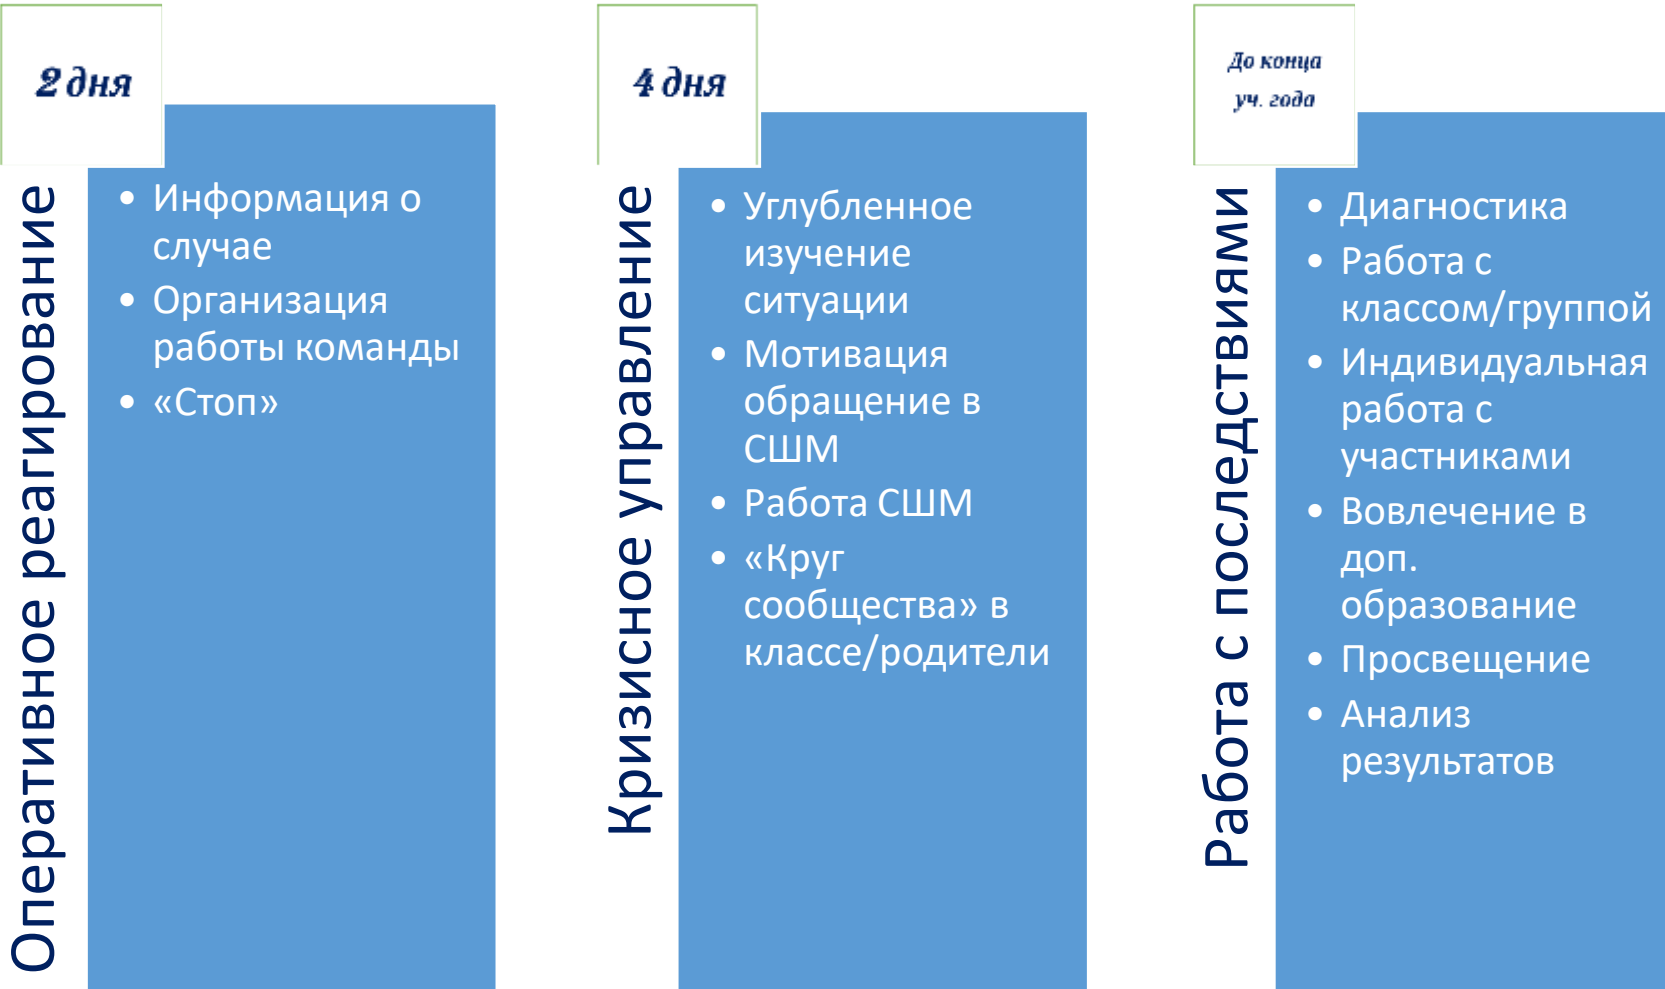 2 дня
Оперативное реагирование
• Информация о
случае
• Организация
работы команды
• «Стоп»
4 дня
Кризисное управление
• Углубленное
изучение
ситуации
• Мотивация
обращение в
СШМ
• Работа СШМ
• «Круг
сообщества» в
классе/родители
До конца
уч. года
Работа с последствиями
• Диагностика
• Работа с
классом/группой
• Индивидуальная
работа с
участниками
• Вовлечение в
доп.
образование
• Просвещение
• Анализ
результатов